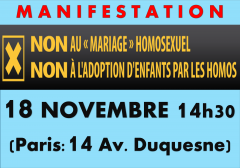 MANIFESTATION
NON AU « MARIAGE » HOMOSEXUEL
NON À L'ADOPTION D'ENFANTS PAR LES HOMOS
18 NOVEMBRE 14h30
(Paris: 14 Av. Duquesne)